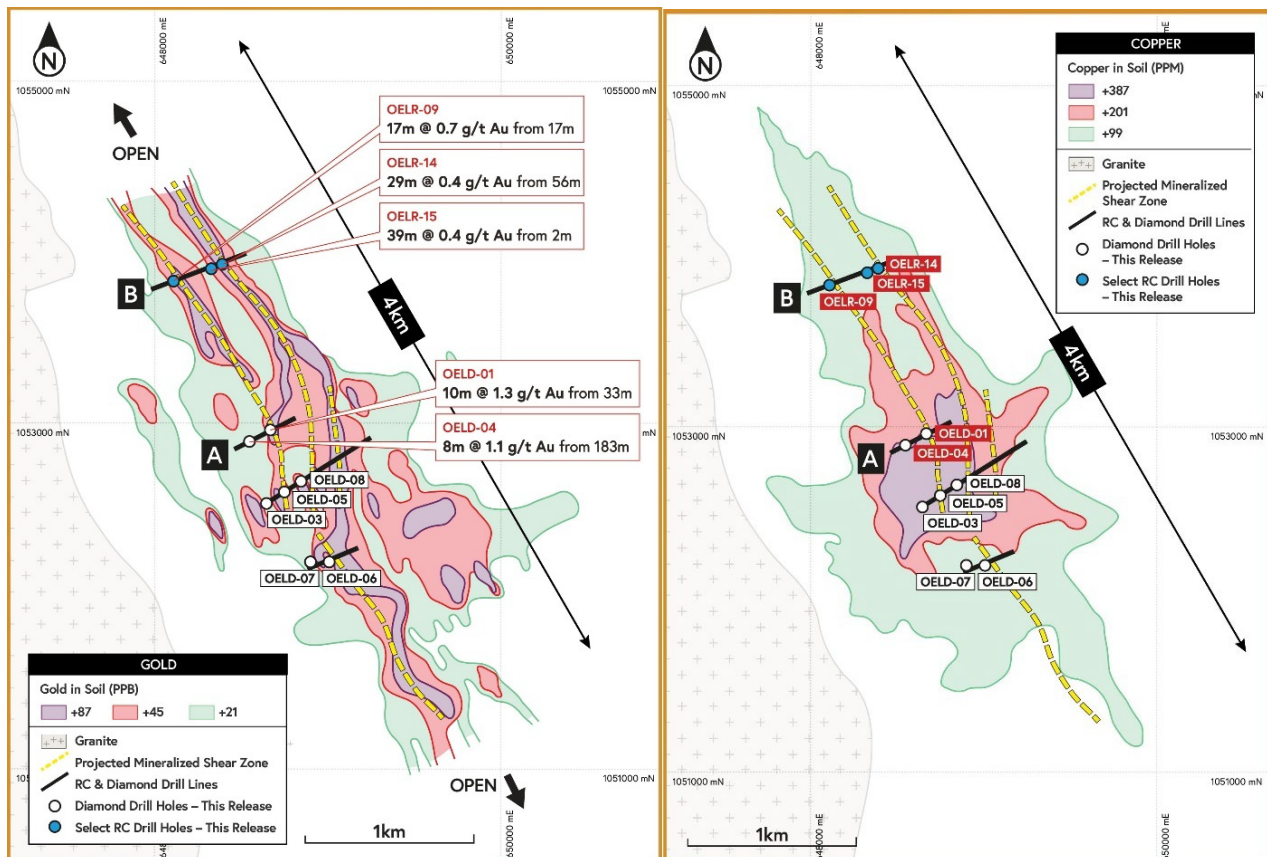 N
648000 mE
650000 mE
1055000 mN
1055000 mN
OPEN
OELR-09
17m @ 0.7 g/t Au from 17m
OELR-14
29m @ 0.4 g/t Au from 56m
OELR-15
39m @ 0.4 g/t Au from 2m
B
4km
OELD-01
10m @ 1.3 g/t Au from 33m
1053000 mN
OELD-04
8m @ 1.1 g/t Au from 183m
A
OELD-08
OELD-05
OELD-03
OELD-07
OELD-06
GOLD
Gold in Soil (PPB)
+87
+45
+21
Granite
Projected Mineralized Shear Zone
RC & Diamond Drill Lines
Diamond Drill Holes – This Release
Select RC Drill Holes – This Release
1051000 mN
OPEN
1km
650000 mE
N
648000 mE
1055000 mN
COPPER
Copper in Soil (PPM)
+387
+201
+99
Granite
Projected Mineralized
Shear Zone
RC & Diamond Drill Lines
Diamond Drill Holes
– This Release
Select RC Drill Holes
– This Release
B
OELR-14
OELR-15
OELR-09
4km
1053000 mN
1053000 mN
A
OELD-01
OELD-04
OELD-08
OELD-05
OELD-03
OELD-07
OELD-06
1051000 mN
1051000 mN
1km
648000 mE